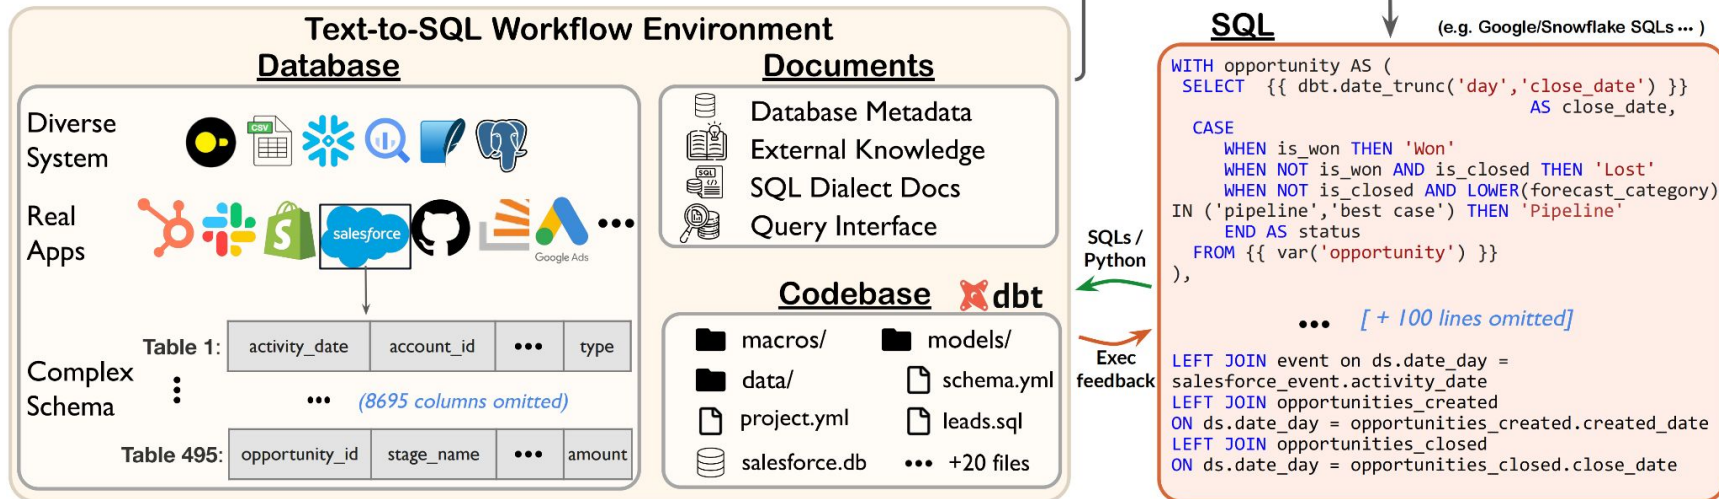 Text-to-SQL Workflow Environment
Database
Diverse
System
CSV
Real
Apps
salesforce
Google Ads
•••
Complex
Schema
Table 1:
activity_date
account_id
•••
type
••• (8695 columns omitted)
Table 495:
opportunity_id
stage_name
•••
amount
Documents
Database Metadata
External Knowledge
SQL
SQL Dialect Docs
Query Interface
Codebase
dbt
macros/
models/
data/
schema.yml
project.yml
leads.sql
salesforce.db
••• +20 files
SQLs /
Python
Exec
feedback
SQL
(e.g. Google/Snowflake SQLs ••• )
WITH opportunity AS (
SELECT {{ dbt.date_trunc('day','close_date') }}
AS close_date,
CASE
WHEN is_won THEN 'Won'
WHEN NOT is_won AND is_closed THEN 'Lost'
WHEN NOT is_closed AND LOWER(forecast_category)
IN ('pipeline','best case') THEN 'Pipeline'
END AS status
FROM {{ var('opportunity') }}
),
••• [ + 100 lines omitted]
LEFT JOIN event on ds.date_day =
salesforce_event.activity_date
LEFT JOIN opportunities_created
ON ds.date_day = opportunities_created.created_date
LEFT JOIN opportunities_closed
ON ds.date_day = opportunities_closed.close_date